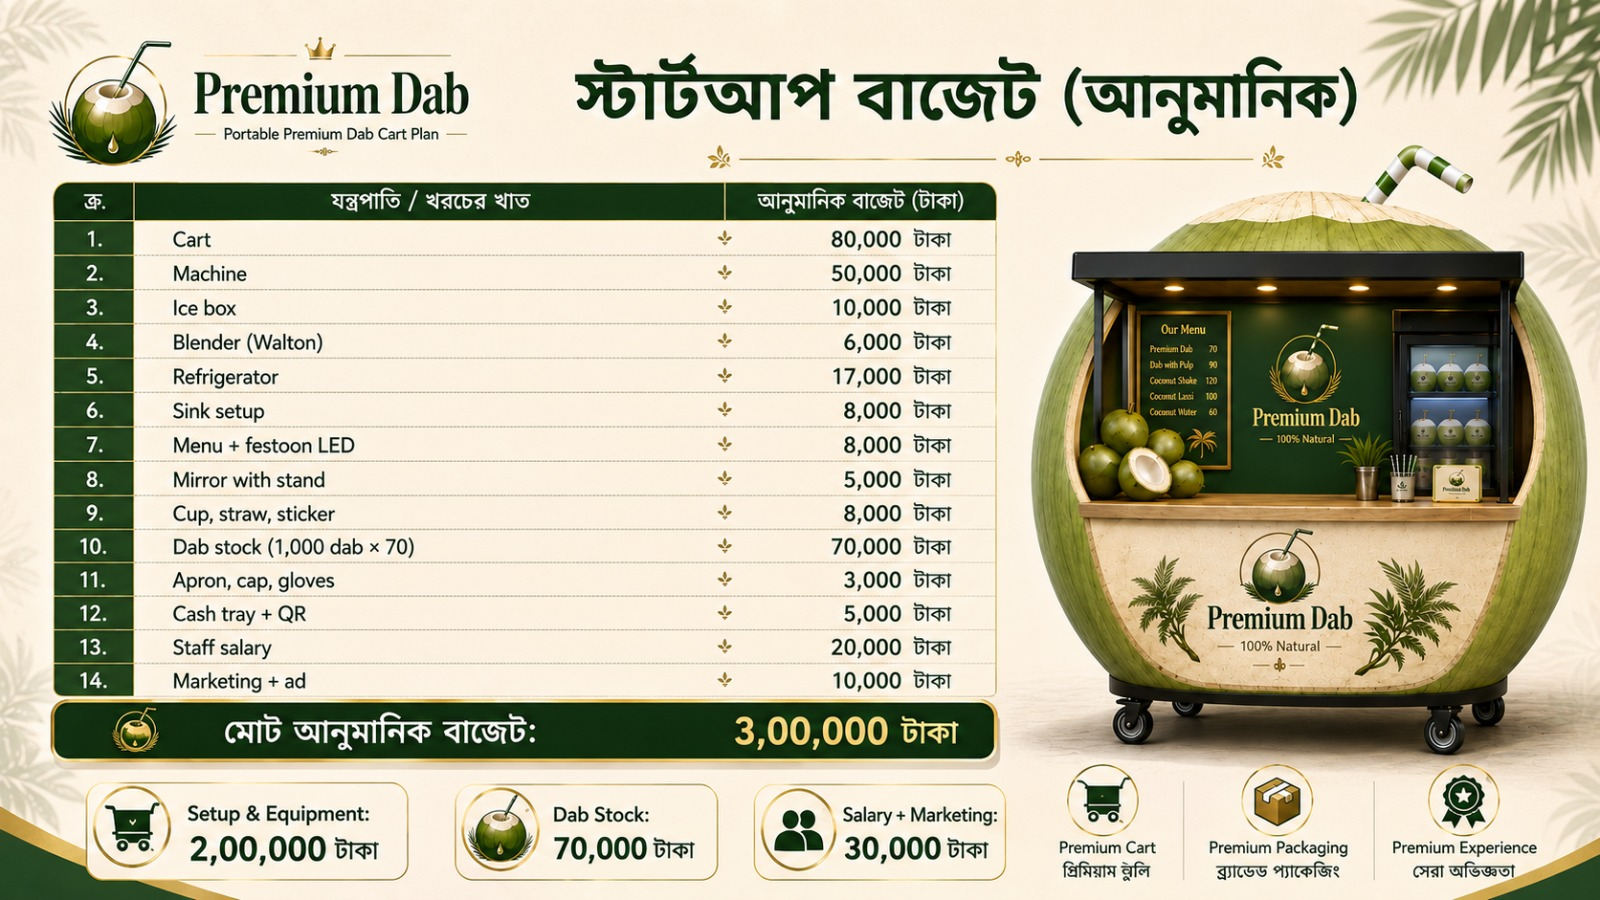 Premium Dab
Portable Premium Dab Cart Plan
স্টার্টআপ বাজেট (আনুমানিক)
ক্র. যন্ত্রপাতি / খরচের খাত আনুমানিক বাজেট (টাকা)
1. Cart 80,000 টাকা
2. Machine 50,000 টাকা
3. Ice box 10,000 টাকা
4. Blender (Walton) 6,000 টাকা
5. Refrigerator 17,000 টাকা
6. Sink setup 8,000 টাকা
7. Menu + festoon LED 8,000 টাকা
8. Mirror with stand 5,000 টাকা
9. Cup, straw, sticker 8,000 টাকা
10. Dab stock (1,000 dab × 70) 70,000 টাকা
11. Apron, cap, gloves 3,000 টাকা
12. Cash tray + QR 5,000 টাকা
13. Staff salary 20,000 টাকা
14. Marketing + ad 10,000 টাকা
মোট আনুমানিক বাজেট: 3,00,000 টাকা
Setup & Equipment:
2,00,000 টাকা
Dab Stock:
70,000 টাকা
Salary + Marketing:
30,000 টাকা
Our Menu
Premium Dab 70
Dab with Pulp 90
Coconut Shake 120
Coconut Lassi 100
Coconut Water 60
Premium Dab
100% Natural
Premium Dab
Premium Dab
100% Natural
Premium Cart
প্রিমিয়াম
Premium Packaging
ব্র্যান্ডেড প্যাকেজিং
Premium Experience
সেরা অভিজ্ঞতা